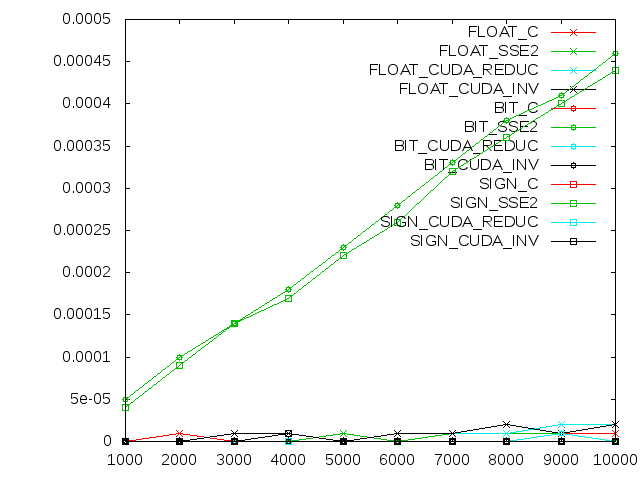 0.0005
0.00045
0.0004
0.00035
0.0003
0.00025
0.0002
0.00015
0.0001
5e-05
0
1000 2000 3000 4000 5000 6000 7000 8000 9000 10000
FLOAT_C
FLOAT_SSE2
FLOAT_CUDA_REDUC
FLOAT_CUDA_INV
BIT_C
BIT_SSE2
BIT_CUDA_REDUC
BIT_CUDA_INV
SIGN_C
SIGN_SSE2
SIGN_CUDA_REDUC
SIGN_CUDA_INV